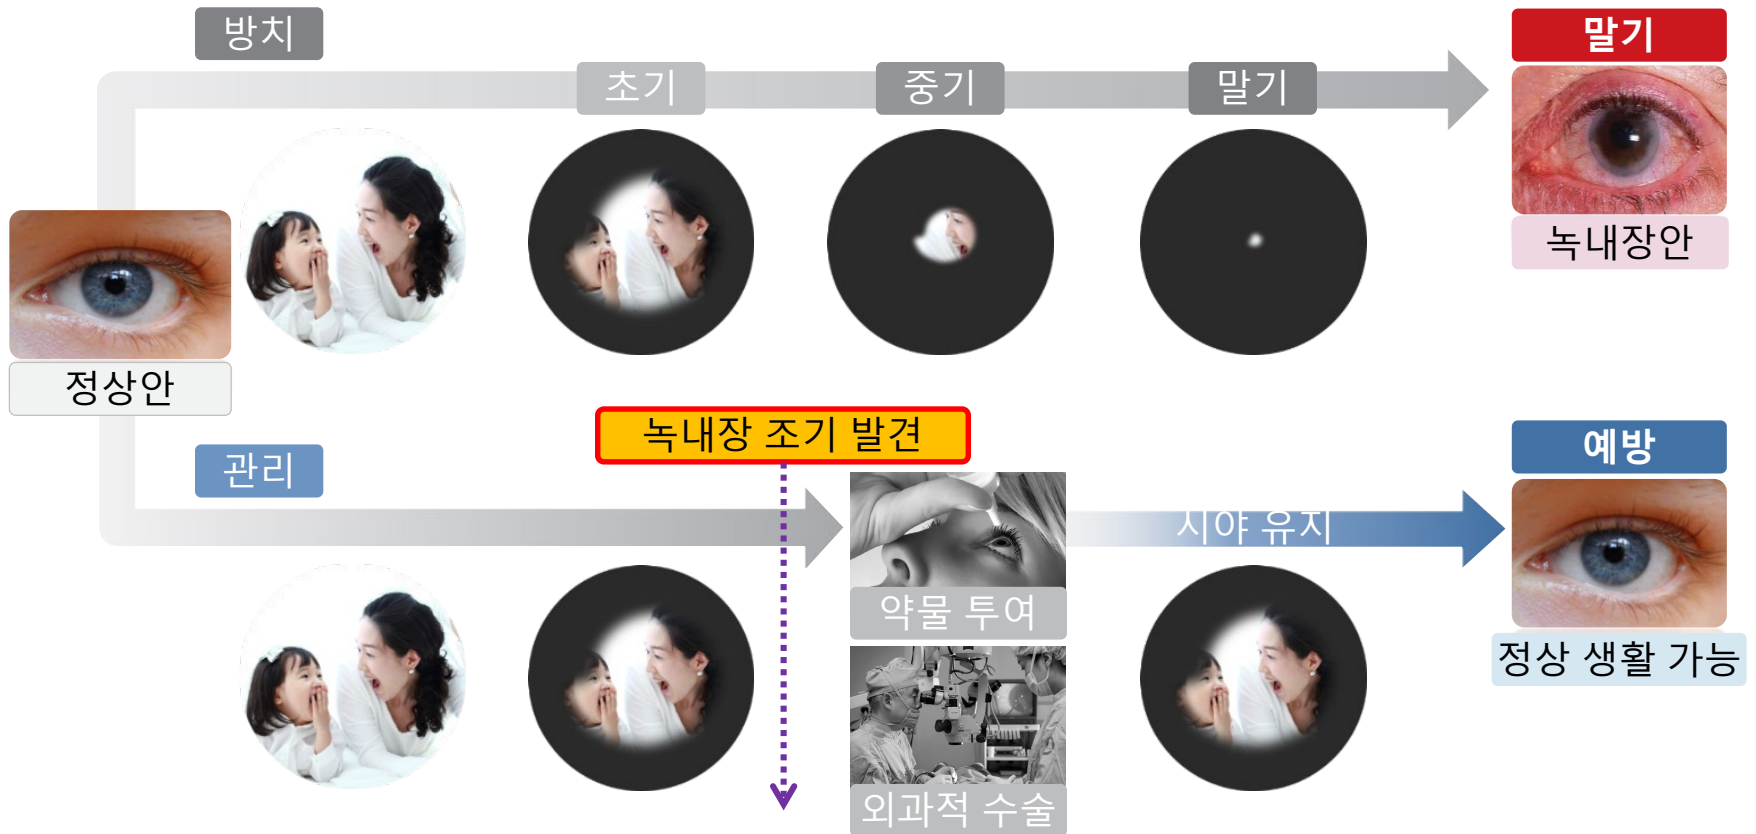 방치
초기
중기
말기
말기
녹내장안
정상안
녹내장 조기 발견
관리
예방
시야 유지
약물 투여
정상 생활 가능
외과적 수술